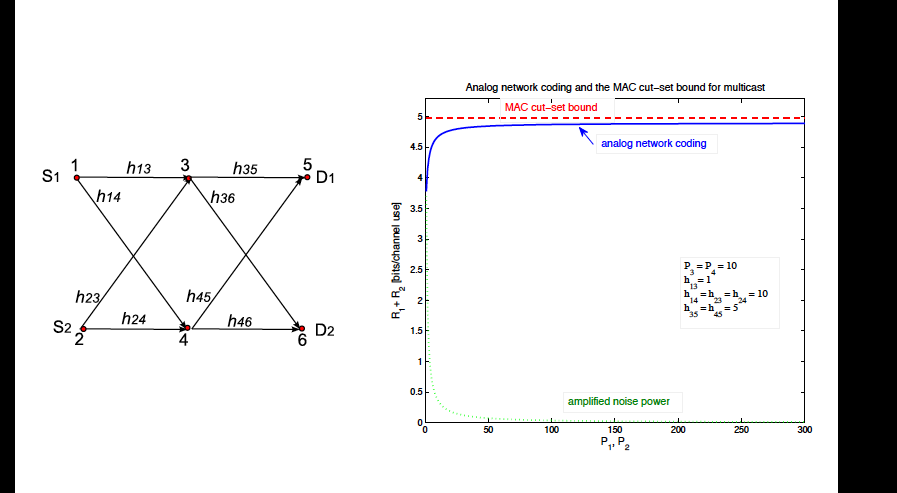 S1 1 h13 3 h35 5 D1
h14 h36
h23 h45
S2 h24 h46 D2
2 4 6
Analog network coding and the MAC cut-set bound for multicast
MAC cut-set bound
analog network coding
P3 = P4 = 10
h13 = 1
h14 = h23 = h24 = 10
h35 = h45 = 5
amplified noise power
R1 + R2 [bits/channel use]
5
4.5
4
3.5
3
2.5
2
1.5
1
0.5
0
0 50 100 150 200 250 300
P1, P2